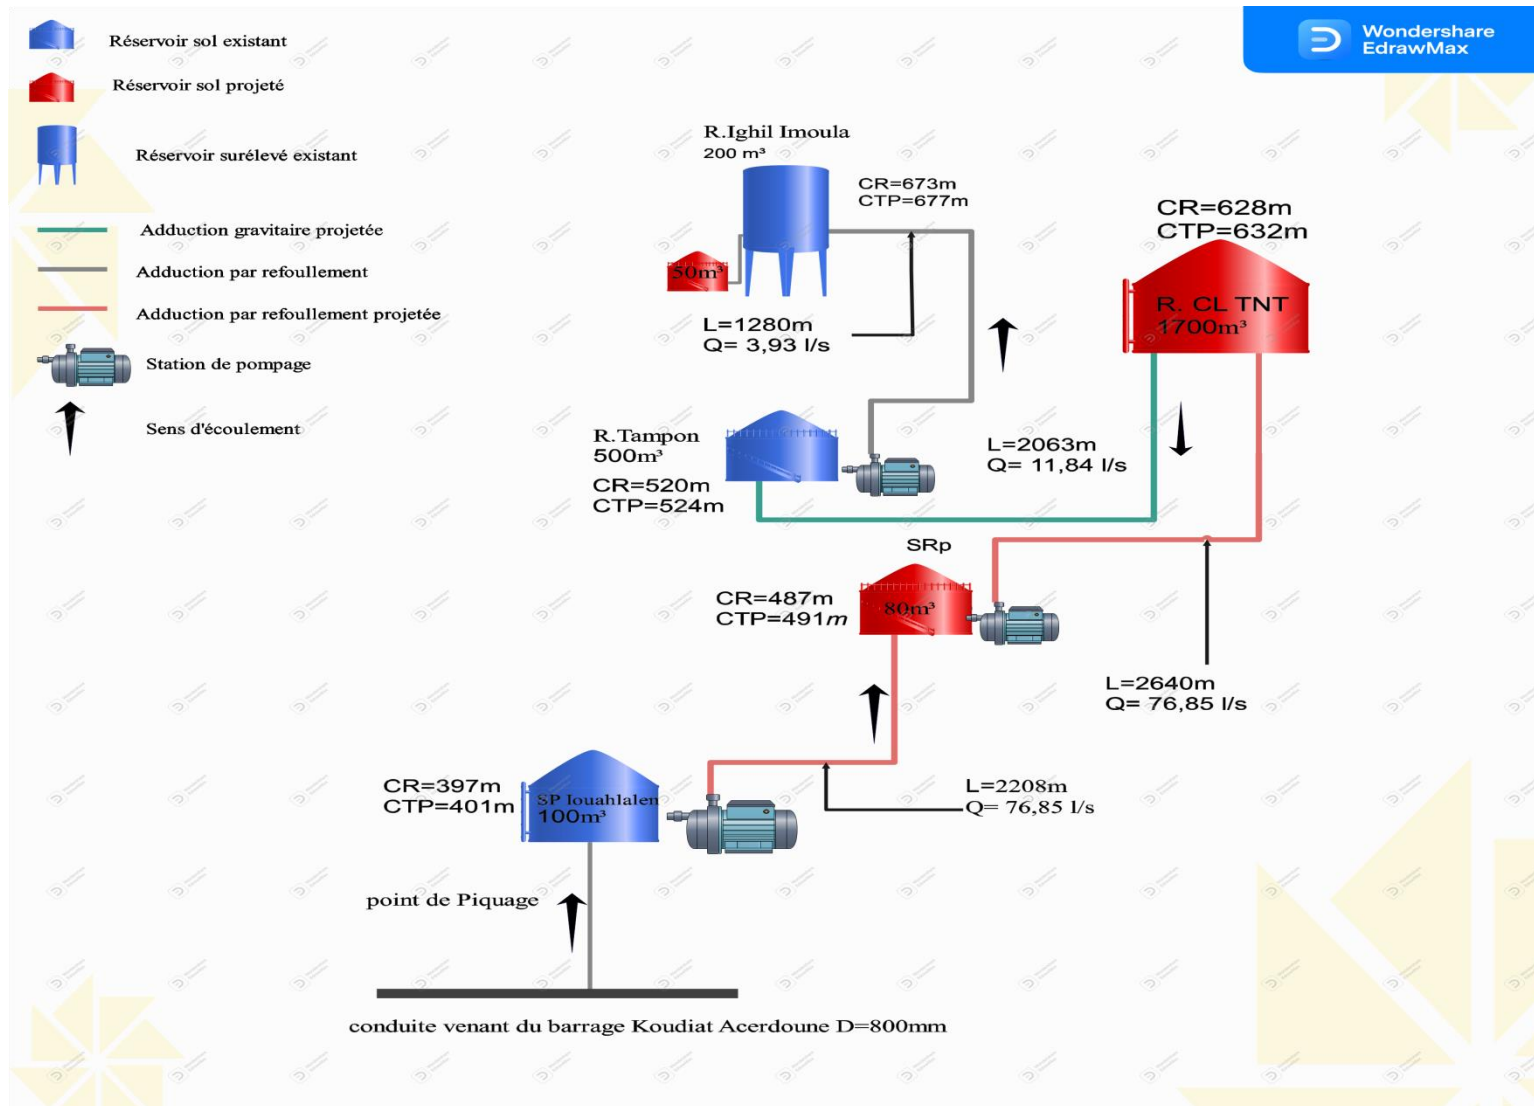 Réservoir sol existant
Réservoir sol projeté
Réservoir surélevé existant
Adduction gravitaire projetée
Adduction par refoullement
Adduction par refoullement projetée
Station de pompage
Sens d'écoulement
Wondershare
EdrawMax
R.Ighil Imoula
200 m³
CR=673m
CTP=677m
50m³
L=1280m
Q= 3,93 l/s
CR=628m
CTP=632m
R. CL TNT
1700m³
R.Tampon
500m³
CR=520m
CTP=524m
L=2063m
Q= 11,84 l/s
SRp
CR=487m
CTP=491m
80m³
L=2640m
Q= 76,85 l/s
CR=397m
CTP=401m
SP Iouahlalen
100m³
L=2208m
Q= 76,85 l/s
point de Piquage
conduite venant du barrage Koudiat Acerdoune D=800mm